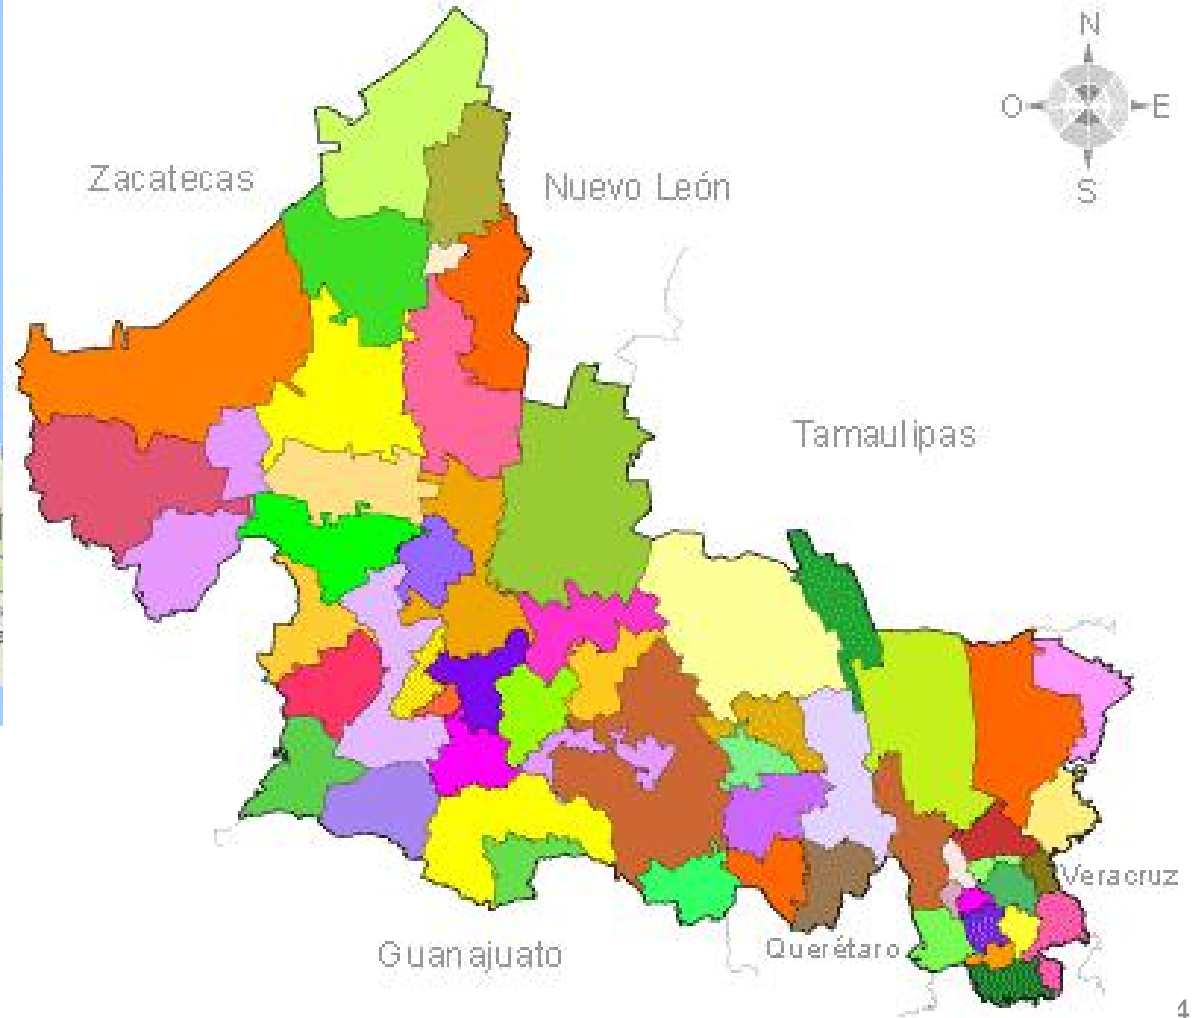 N
O E
S
Zacatecas
Nuevo León
Tamaulipas
Veracruz
Querétaro
Guanajuato
4